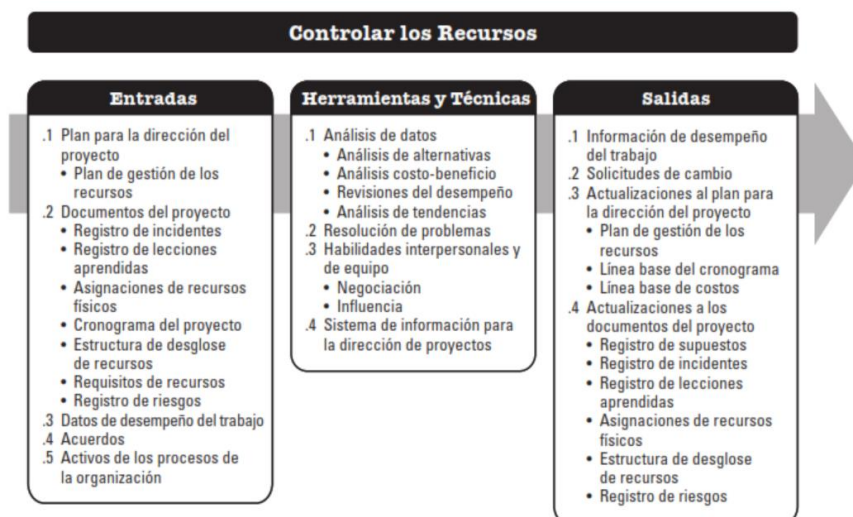 Controlar los Recursos
Entradas
.1 Plan para la dirección del
proyecto
• Plan de gestión de los
recursos
.2 Documentos del proyecto
• Registro de incidentes
• Registro de lecciones
aprendidas
• Asignaciones de recursos
físicos
• Cronograma del proyecto
• Estructura de desglose
de recursos
• Requisitos de recursos
• Registro de riesgos
.3 Datos de desempeño del trabajo
.4 Acuerdos
.5 Activos de los procesos de
la organización
Herramientas y Técnicas
.1 Análisis de datos
• Análisis de alternativas
• Análisis costo-beneficio
• Revisiones del desempeño
• Análisis de tendencias
.2 Resolución de problemas
.3 Habilidades interpersonales y
de equipo
• Negociación
• Influencia
.4 Sistema de información para
la dirección de proyectos
Salidas
.1 Información de desempeño
del trabajo
.2 Solicitudes de cambio
.3 Actualizaciones al plan para
la dirección del proyecto
• Plan de gestión de los
recursos
• Línea base del cronograma
• Línea base de costos
.4 Actualizaciones a los
documentos del proyecto
• Registro de supuestos
• Registro de incidentes
• Registro de lecciones
aprendidas
• Asignaciones de recursos
físicos
• Estructura de desglose
de recursos
• Registro de riesgos